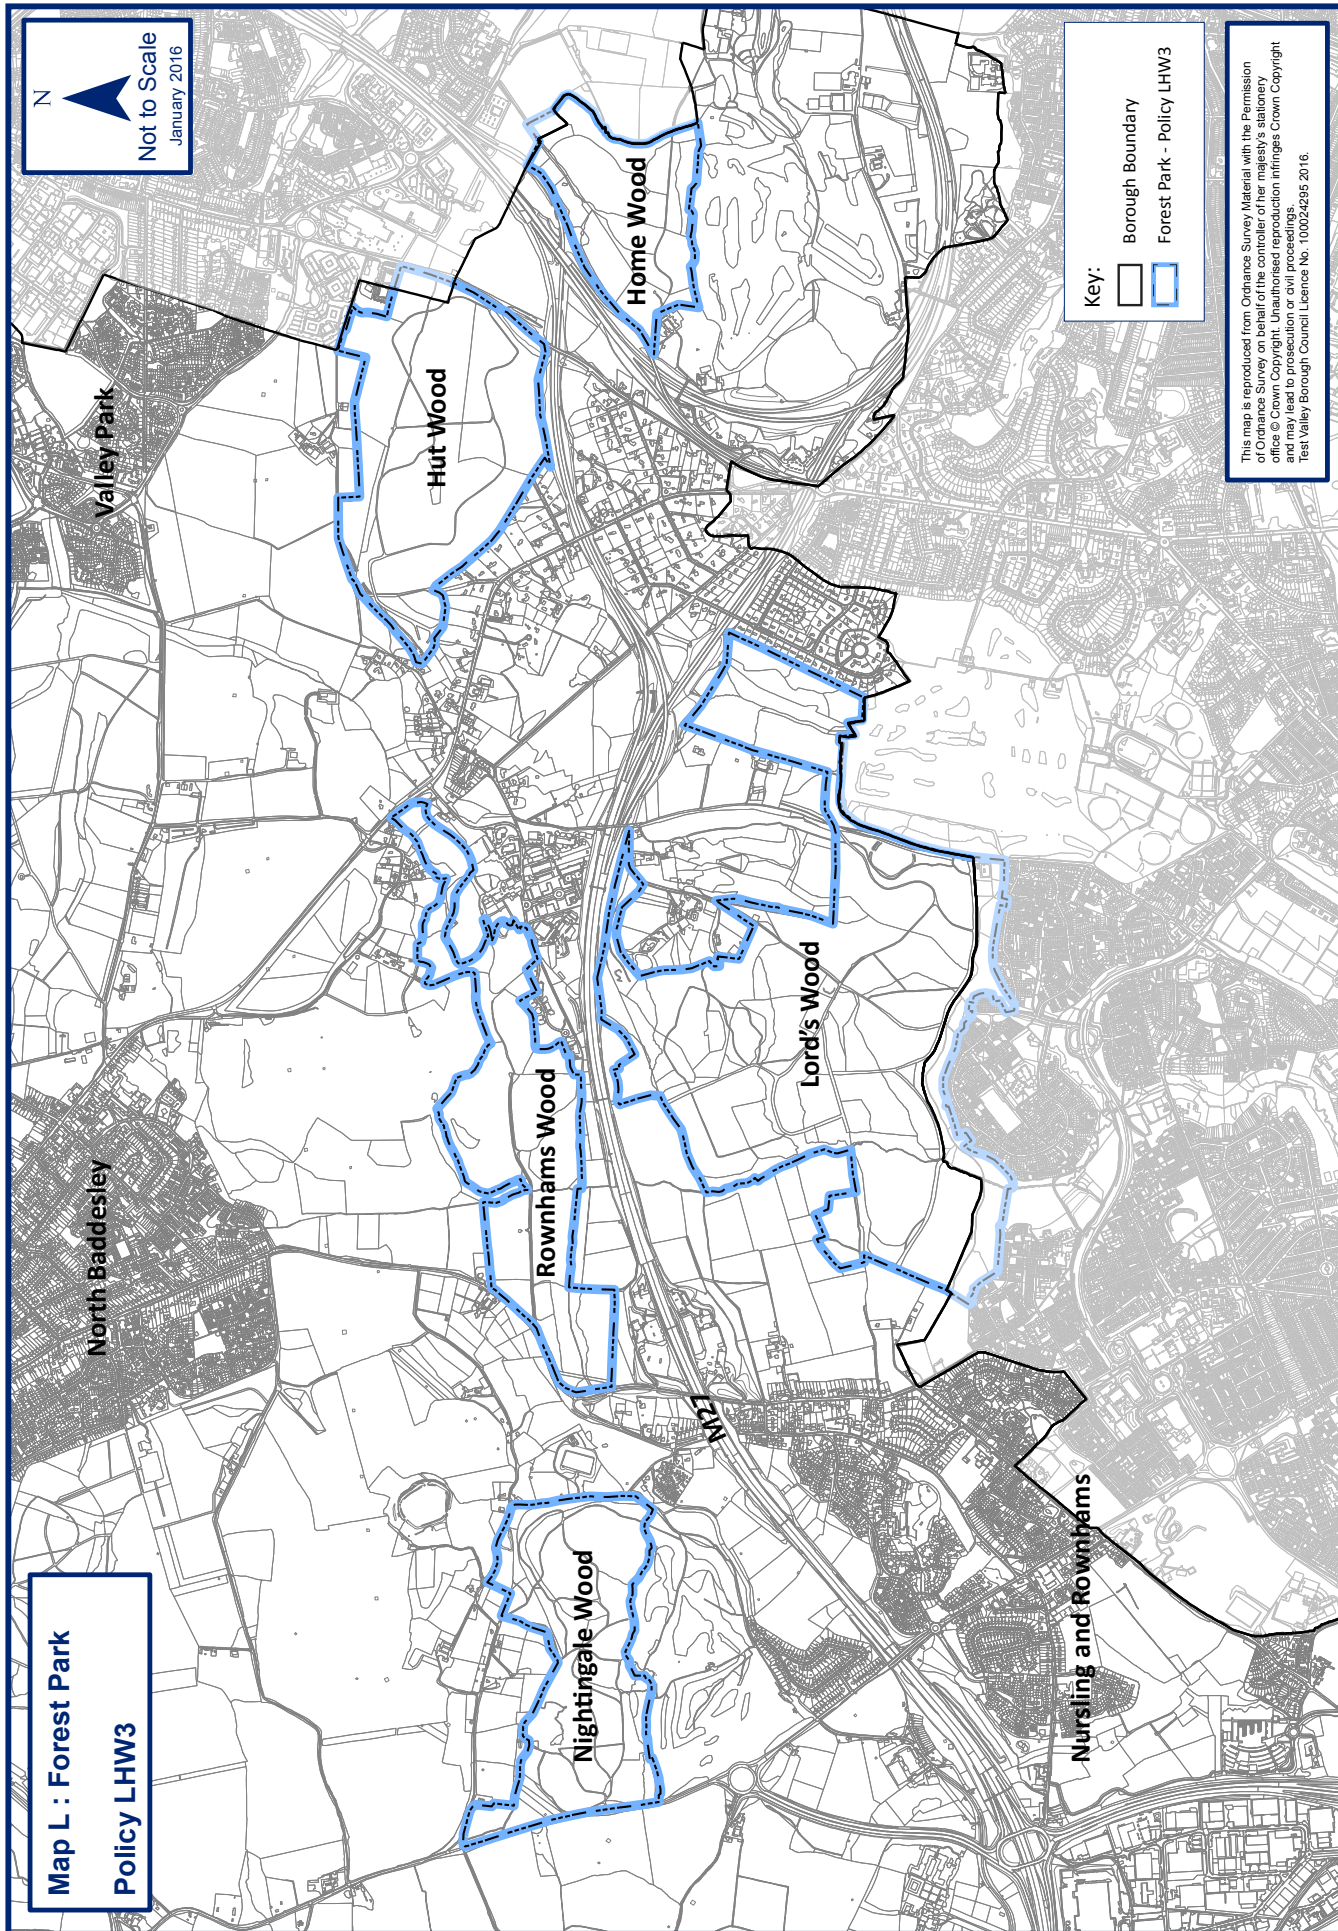 Map L : Forest Park
Policy LHW3
N
Not to Scale
January 2016
North Baddesley
Valley Park
Nightingale Wood
Rownhams Wood
Hut Wood
Home Wood
Lord's Wood
M27
Nursling and Rownhams
Key:
Borough Boundary
Forest Park - Policy LHW3
This map is reproduced from Ordnance Survey Material with the Permission
of Ordnance Survey on behalf of the controller of her majesty's stationery
office © Crown Copyright. Unauthorised reproduction infringes Crown Copyright
and may lead to prosecution or civil proceedings.
Test Valley Borough Council Licence No. 100024295 2016.